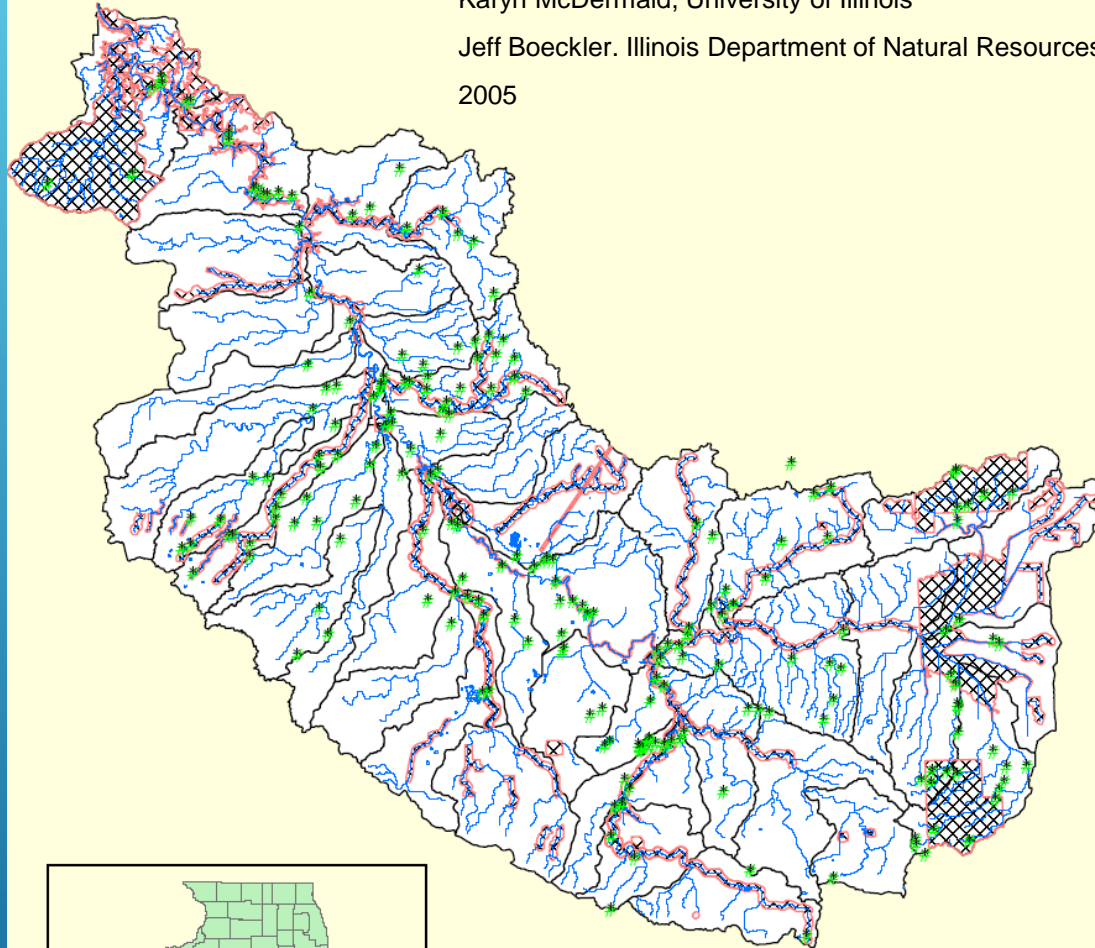 Karyn McDermaid, University of Illinois
Jeff Boeckler. Illinois Department of Natural Resources
2005